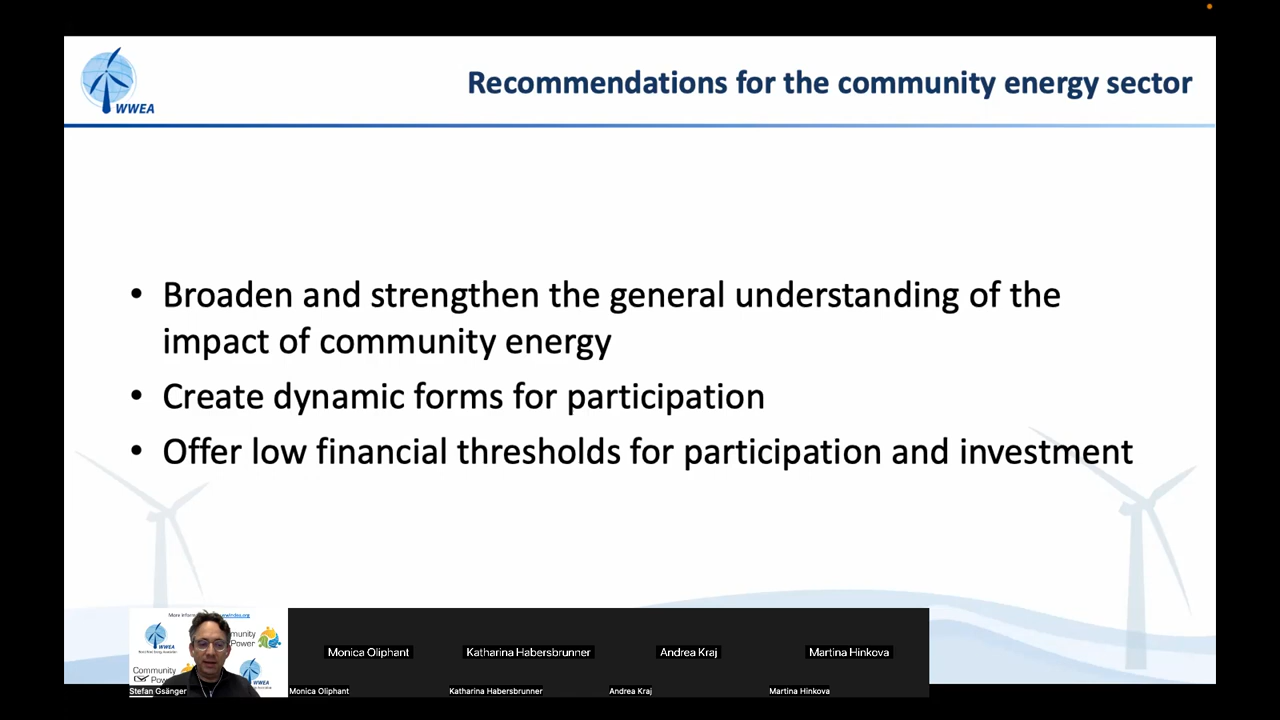 WWEA
Recommendations for the community energy sector
• Broaden and strengthen the general understanding of the
impact of community energy
• Create dynamic forms for participation
• Offer low financial thresholds for participation and investment
WWEA
Community
Stefan Gsänger
Monica Oliphant
Katharina Habersbrunner
Andrea Kraj
Martina Hinkova
Monica Oliphant
Katharina Habersbrunner
Andrea Kraj
Martina Hinkova